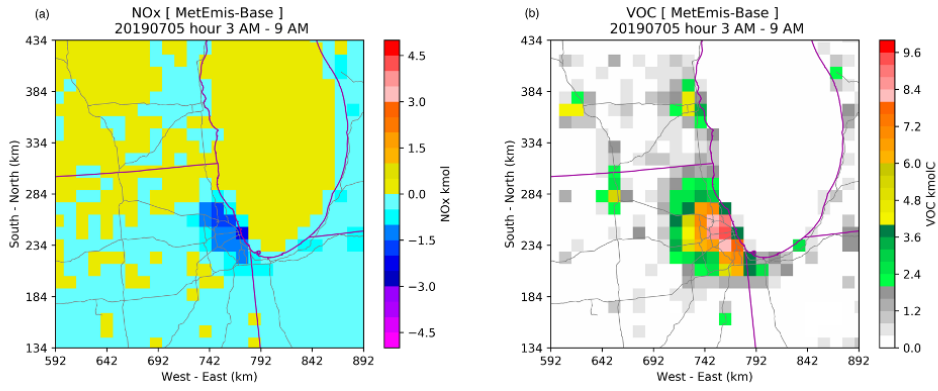 (a) NOx [ MetEmis-Base ]
20190705 hour 3 AM - 9 AM
434
384
334
284
234
184
134
592 642 692 742 792 842 892
South - North (km)
West - East (km)
4.5
3.0
1.5
0.0
−1.5
−3.0
−4.5
NOx kmol
(b) VOC [ MetEmis-Base ]
20190705 hour 3 AM - 9 AM
434
384
334
284
234
184
134
592 642 692 742 792 842 892
South - North (km)
West - East (km)
9.6
8.4
7.2
6.0
4.8
3.6
2.4
1.2
0.0
VOC kmolC